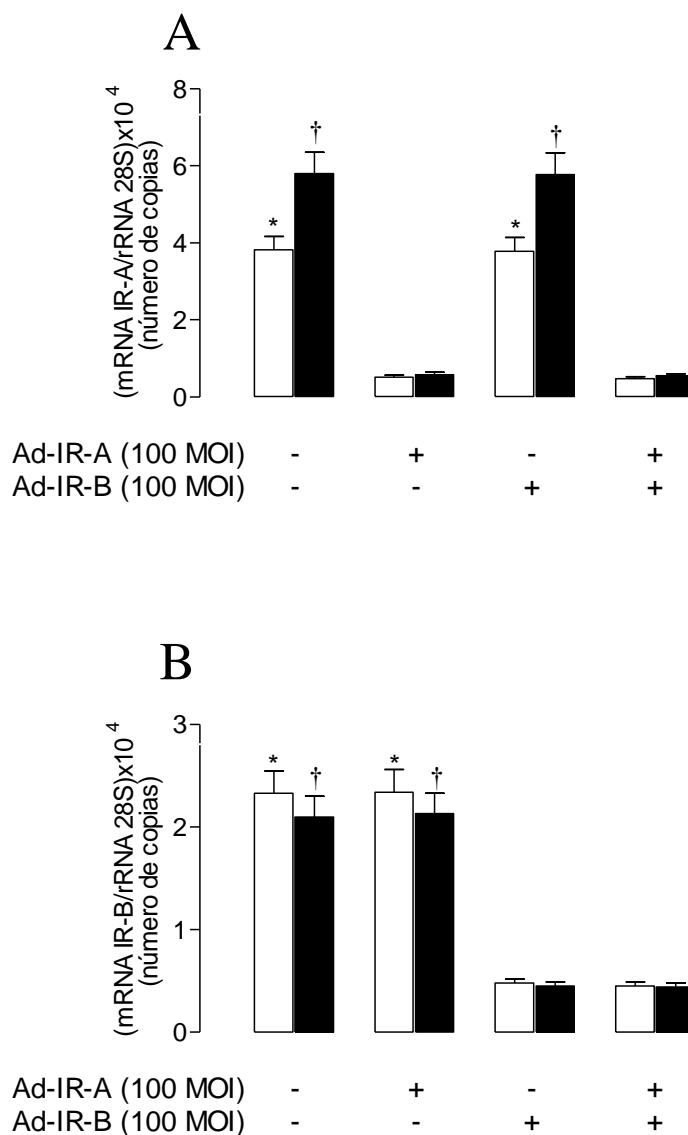 A
(mRNA IR-A/rRNA 28S)x10⁻⁴
(número de copias)
8
6
4
2
0
* † * †
Ad-IR-A (100 MOI) - + - +
Ad-IR-B (100 MOI) - - + +
B
(mRNA IR-B/rRNA 28S)x10⁻⁴
(número de copias)
3
2
1
0
* † * †
Ad-IR-A (100 MOI) - + - +
Ad-IR-B (100 MOI) - - + +